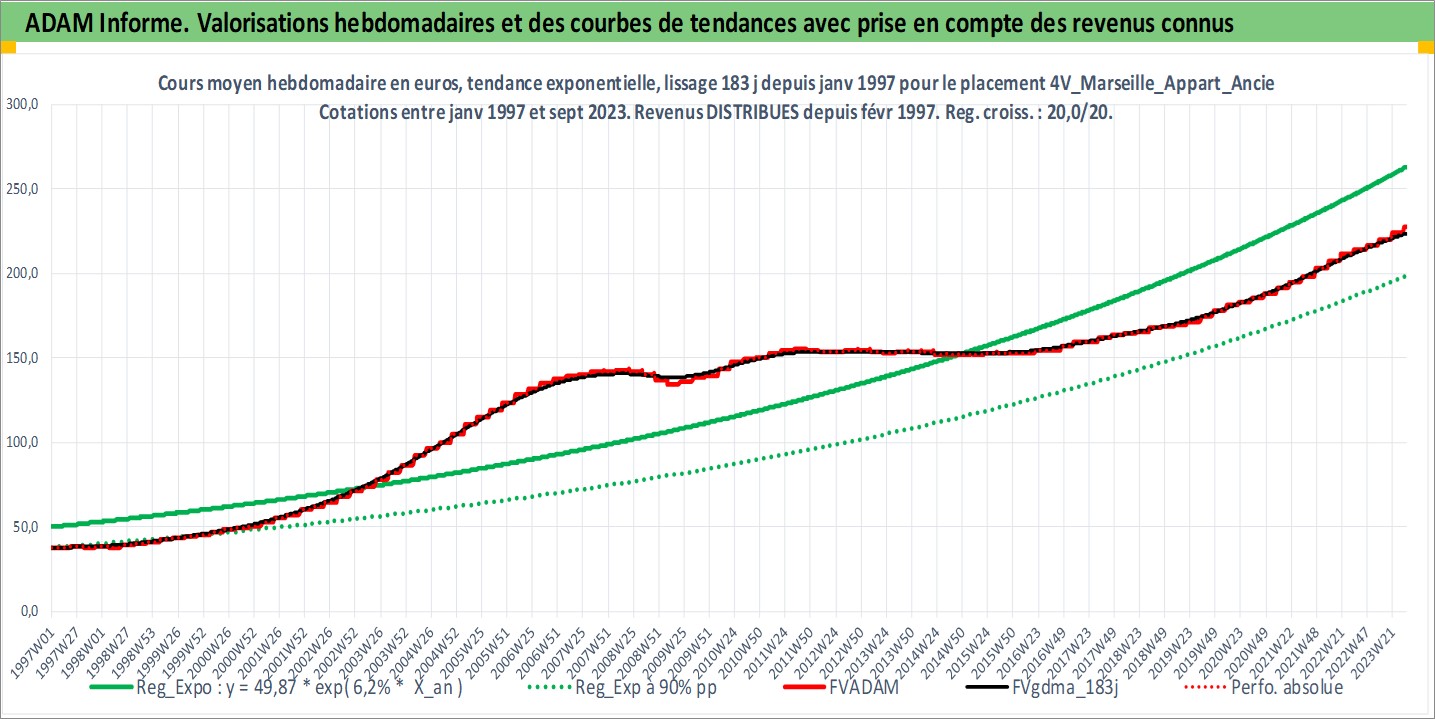 ADAM Informe. Valorisations hebdomadaires et des courbes de tendances avec prise en compte des revenus connus
Cours moyen hebdomadaire en euros, tendance exponentielle, lissage 183 j depuis janv 1997 pour le placement 4V_Marseille_Appart_Ancie
Cotations entre janv 1997 et sept 2023. Revenus DISTRIBUES depuis févr 1997. Reg. croiss. : 20,0/20.
300,0
250,0
200,0
150,0
100,0
50,0
0,0
1997W01
1997W27
1998W01
1998W27
1998W53
1999W26
1999W52
2000W26
2000W52
2001W26
2001W52
2002W26
2002W52
2003W26
2003W52
2004W26
2004W52
2005W25
2005W51
2006W25
2006W51
2007W25
2007W51
2008W25
2008W51
2009W25
2009W51
2010W24
2010W50
2011W24
2011W50
2012W24
2012W50
2013W24
2013W50
2014W24
2014W50
2015W24
2015W50
2016W23
2016W49
2017W23
2017W49
2018W23
2018W49
2019W23
2019W49
2020W23
2020W49
2021W22
2021W48
2022W21
2022W47
2023W21
Reg_Expo : y = 49,87 * exp( 6,2% * X_an )
Reg_Exp à 90% pp
FVADAM
FVgdma_183j
Perfo. absolue